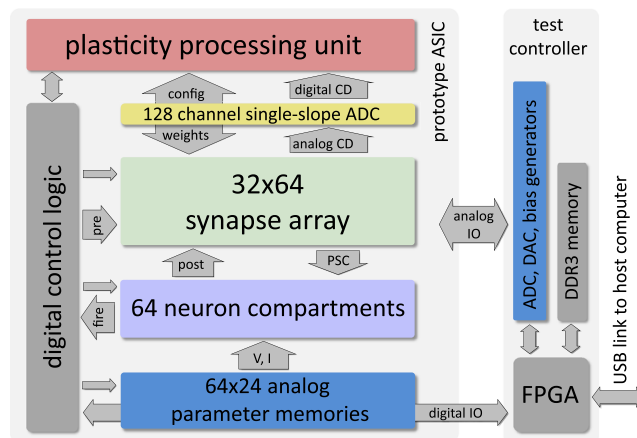 plasticity processing unit
config
digital CD
128 channel single-slope ADC
weights
analog CD
prototype ASIC
digital control logic
32x64
synapse array
pre
post
PSC
64 neuron compartments
fire
V, I
64x24 analog
parameter memories
analog
IO
digital IO
test
controller
ADC, DAC, bias generators
DDR3 memory
FPGA
USB link to host computer